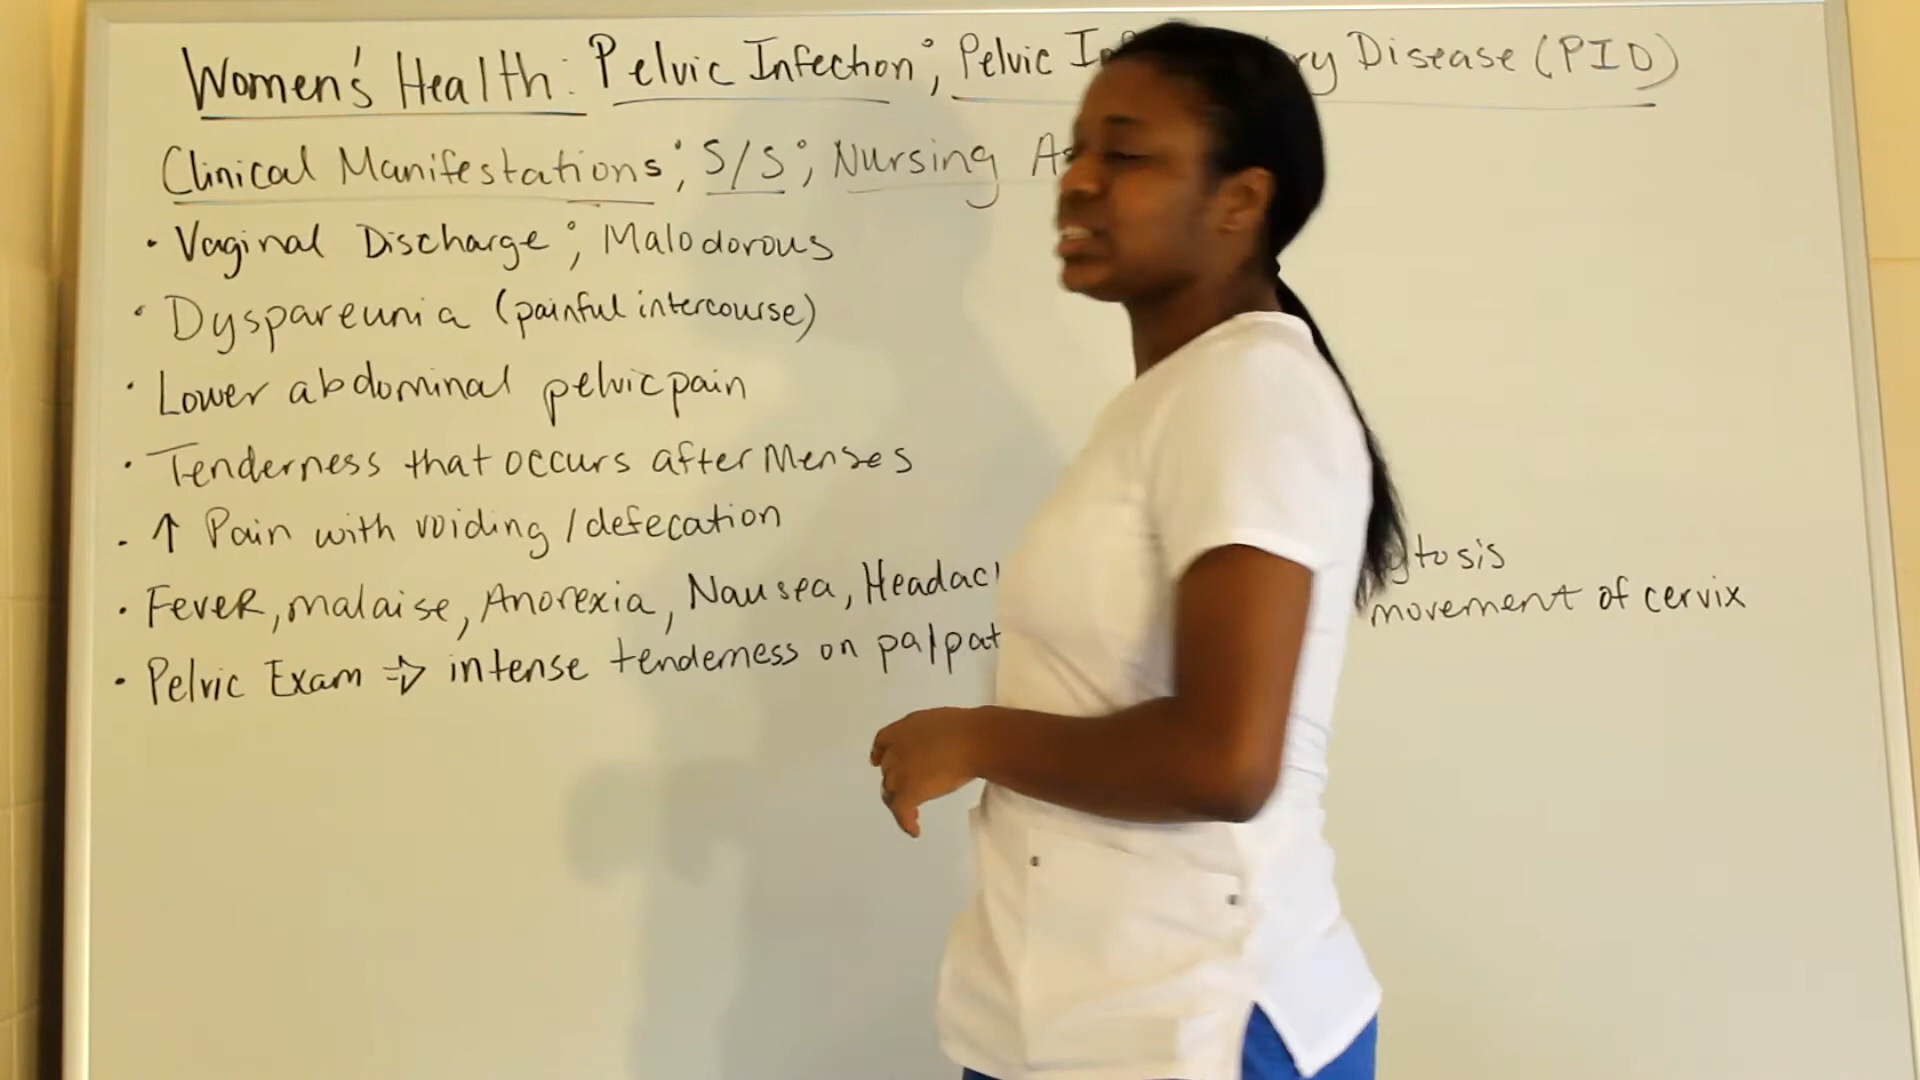 Women's Health: Pelvic Infection; Pelvic Disease (PID)
Clinical Manifestations; S/S; Nursing
• Vaginal Discharge; Malodorous
• Dyspareunia (painful intercourse)
• Lower abdominal pelvic pain
• Tenderness that occurs after Menses
• ↑ Pain with voiding/defecation
• Fever, malaise, Anorexia, Nausea, Headac ytosis
• Pelvic Exam ⇒ intense tenderness on palpat movement of cervix